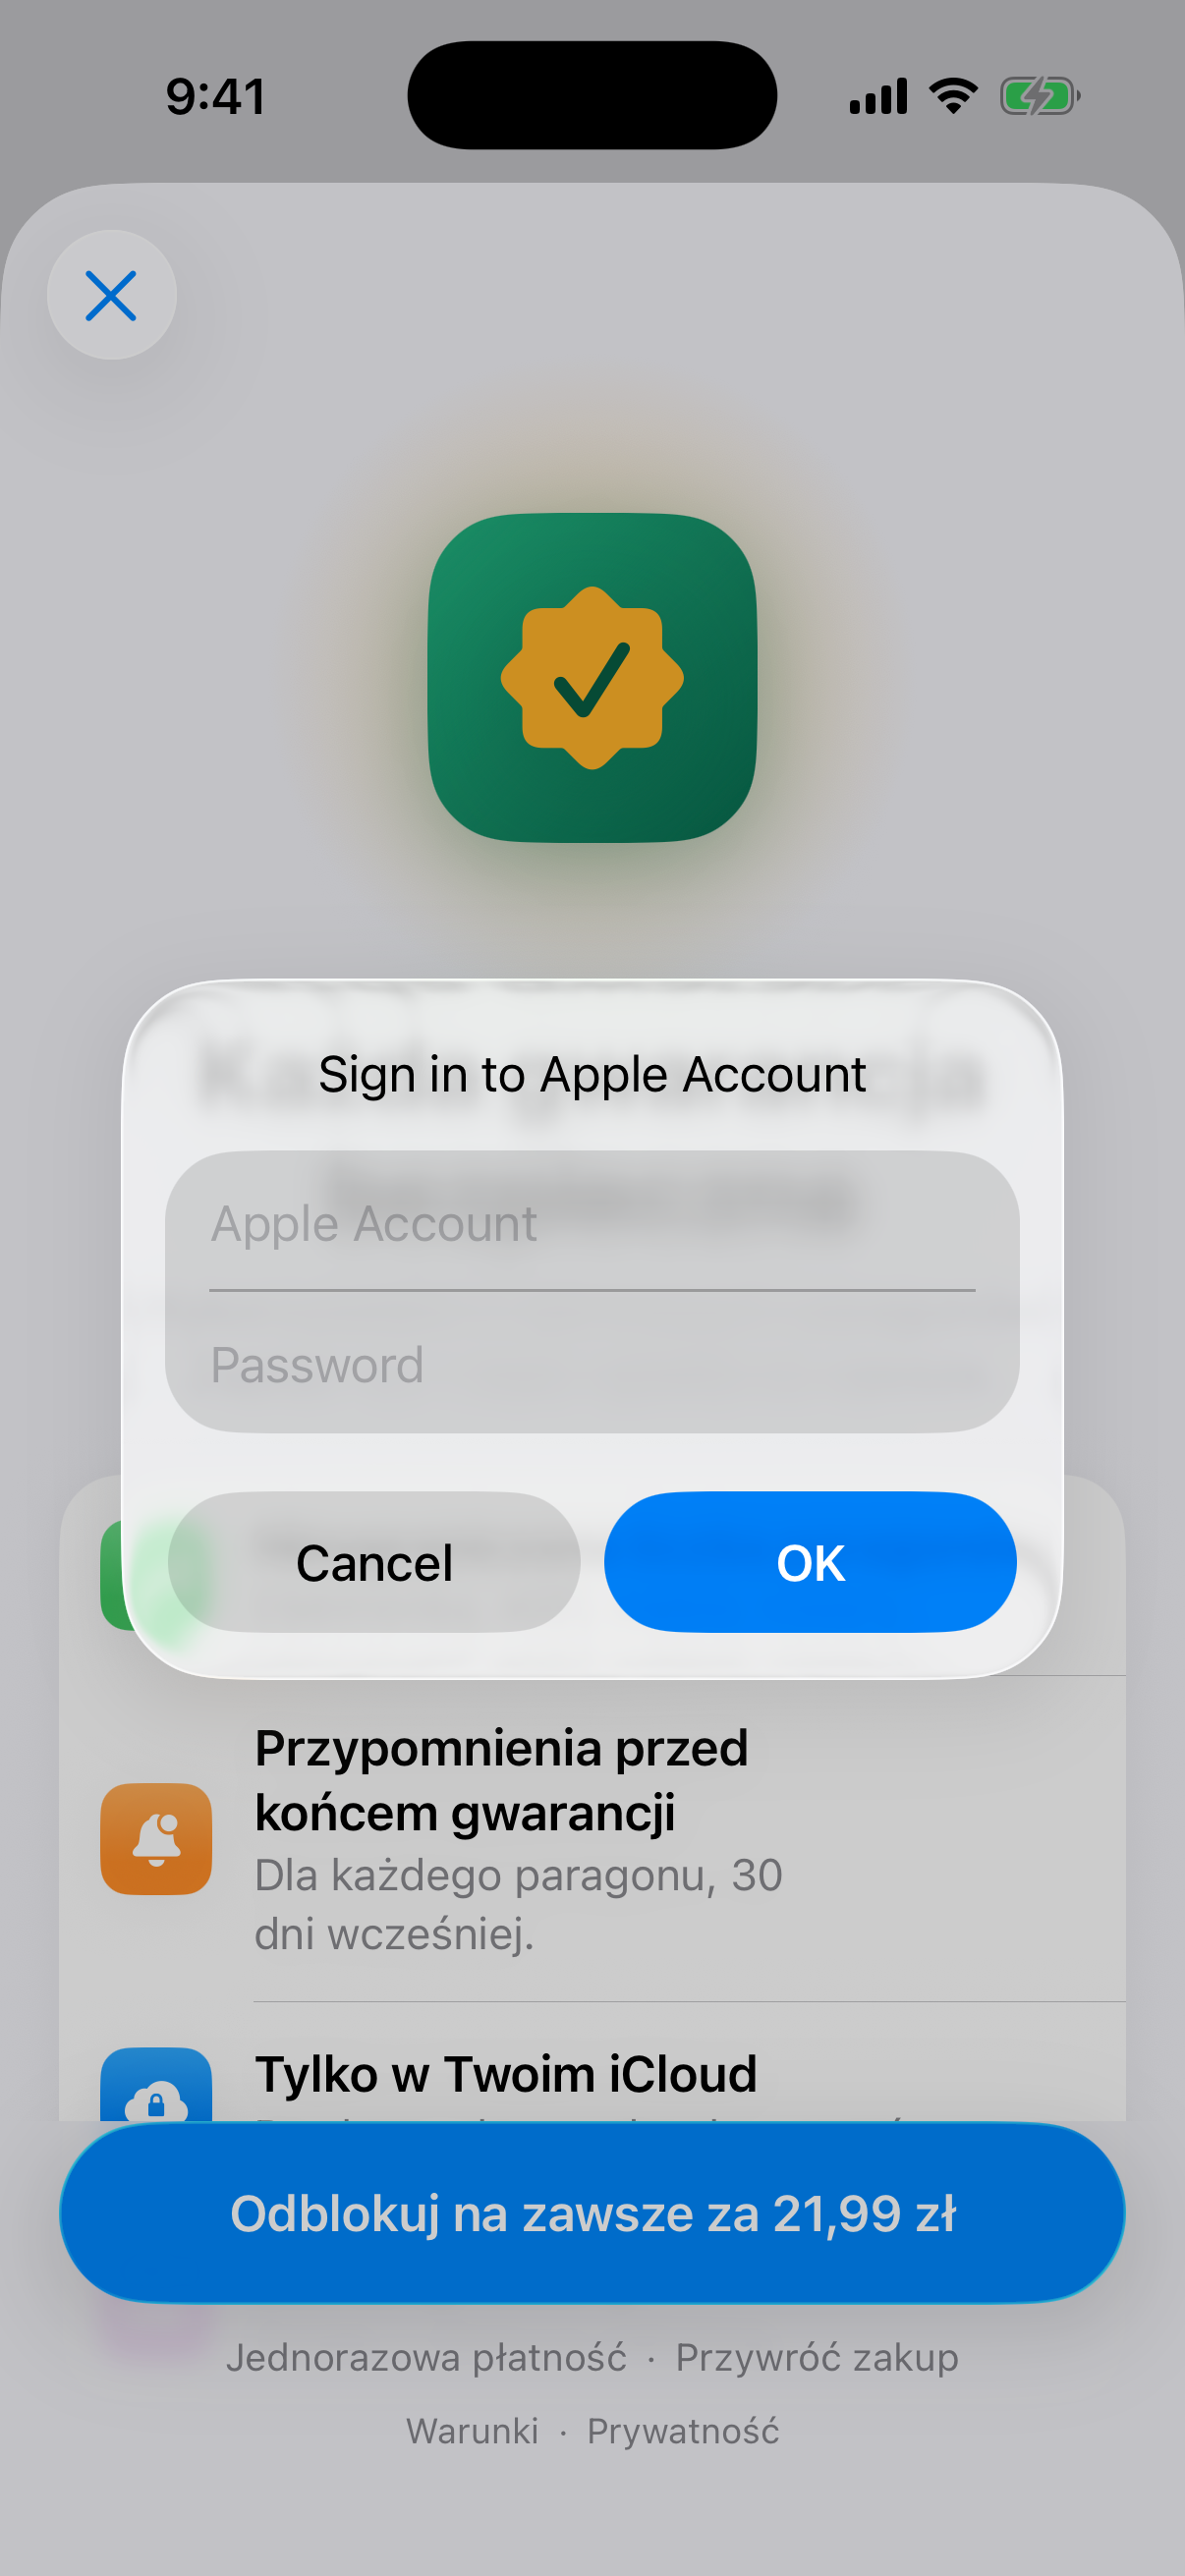 9:41
Sign in to Apple Account
Apple Account
Password
Cancel
OK
Przypomnienia przed
końcem gwarancji
Dla każdego paragonu, 30
dni wcześniej.
Tylko w Twoim iCloud
Odblokuj na zawsze za 21,99 zł
Jednorazowa płatność · Przywróć zakup
Warunki · Prywatność